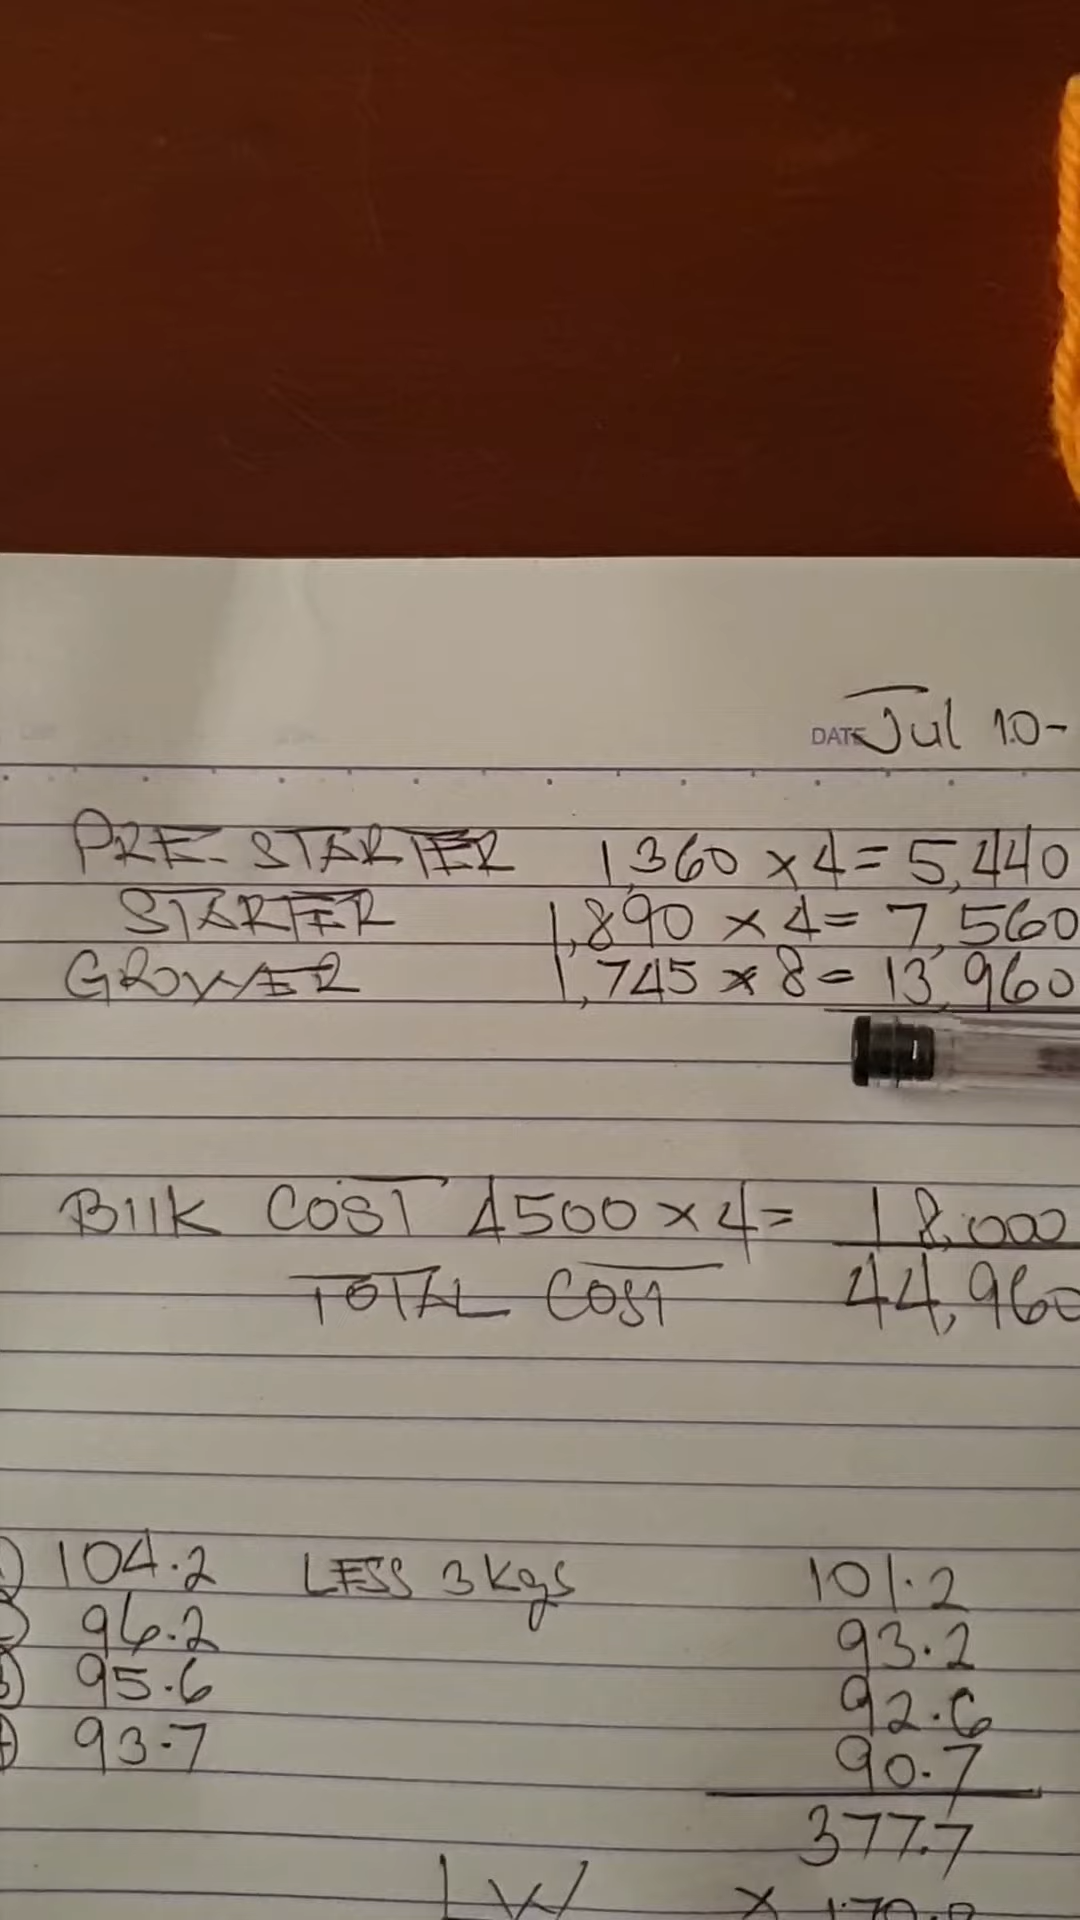 DATE Jul 10-
PRE-STARTER 1,360 x 4 = 5,440
STARTER 1,890 x 4 = 7,560
GROWER 1,745 x 8 = 13,960
BIIK COST 4500 x 4 = 18,000
TOTAL COST 44,960
104.2 LESS 3 kgs 101.2
96.2 93.2
95.6 92.6
93.7 90.7
377.7
LW x